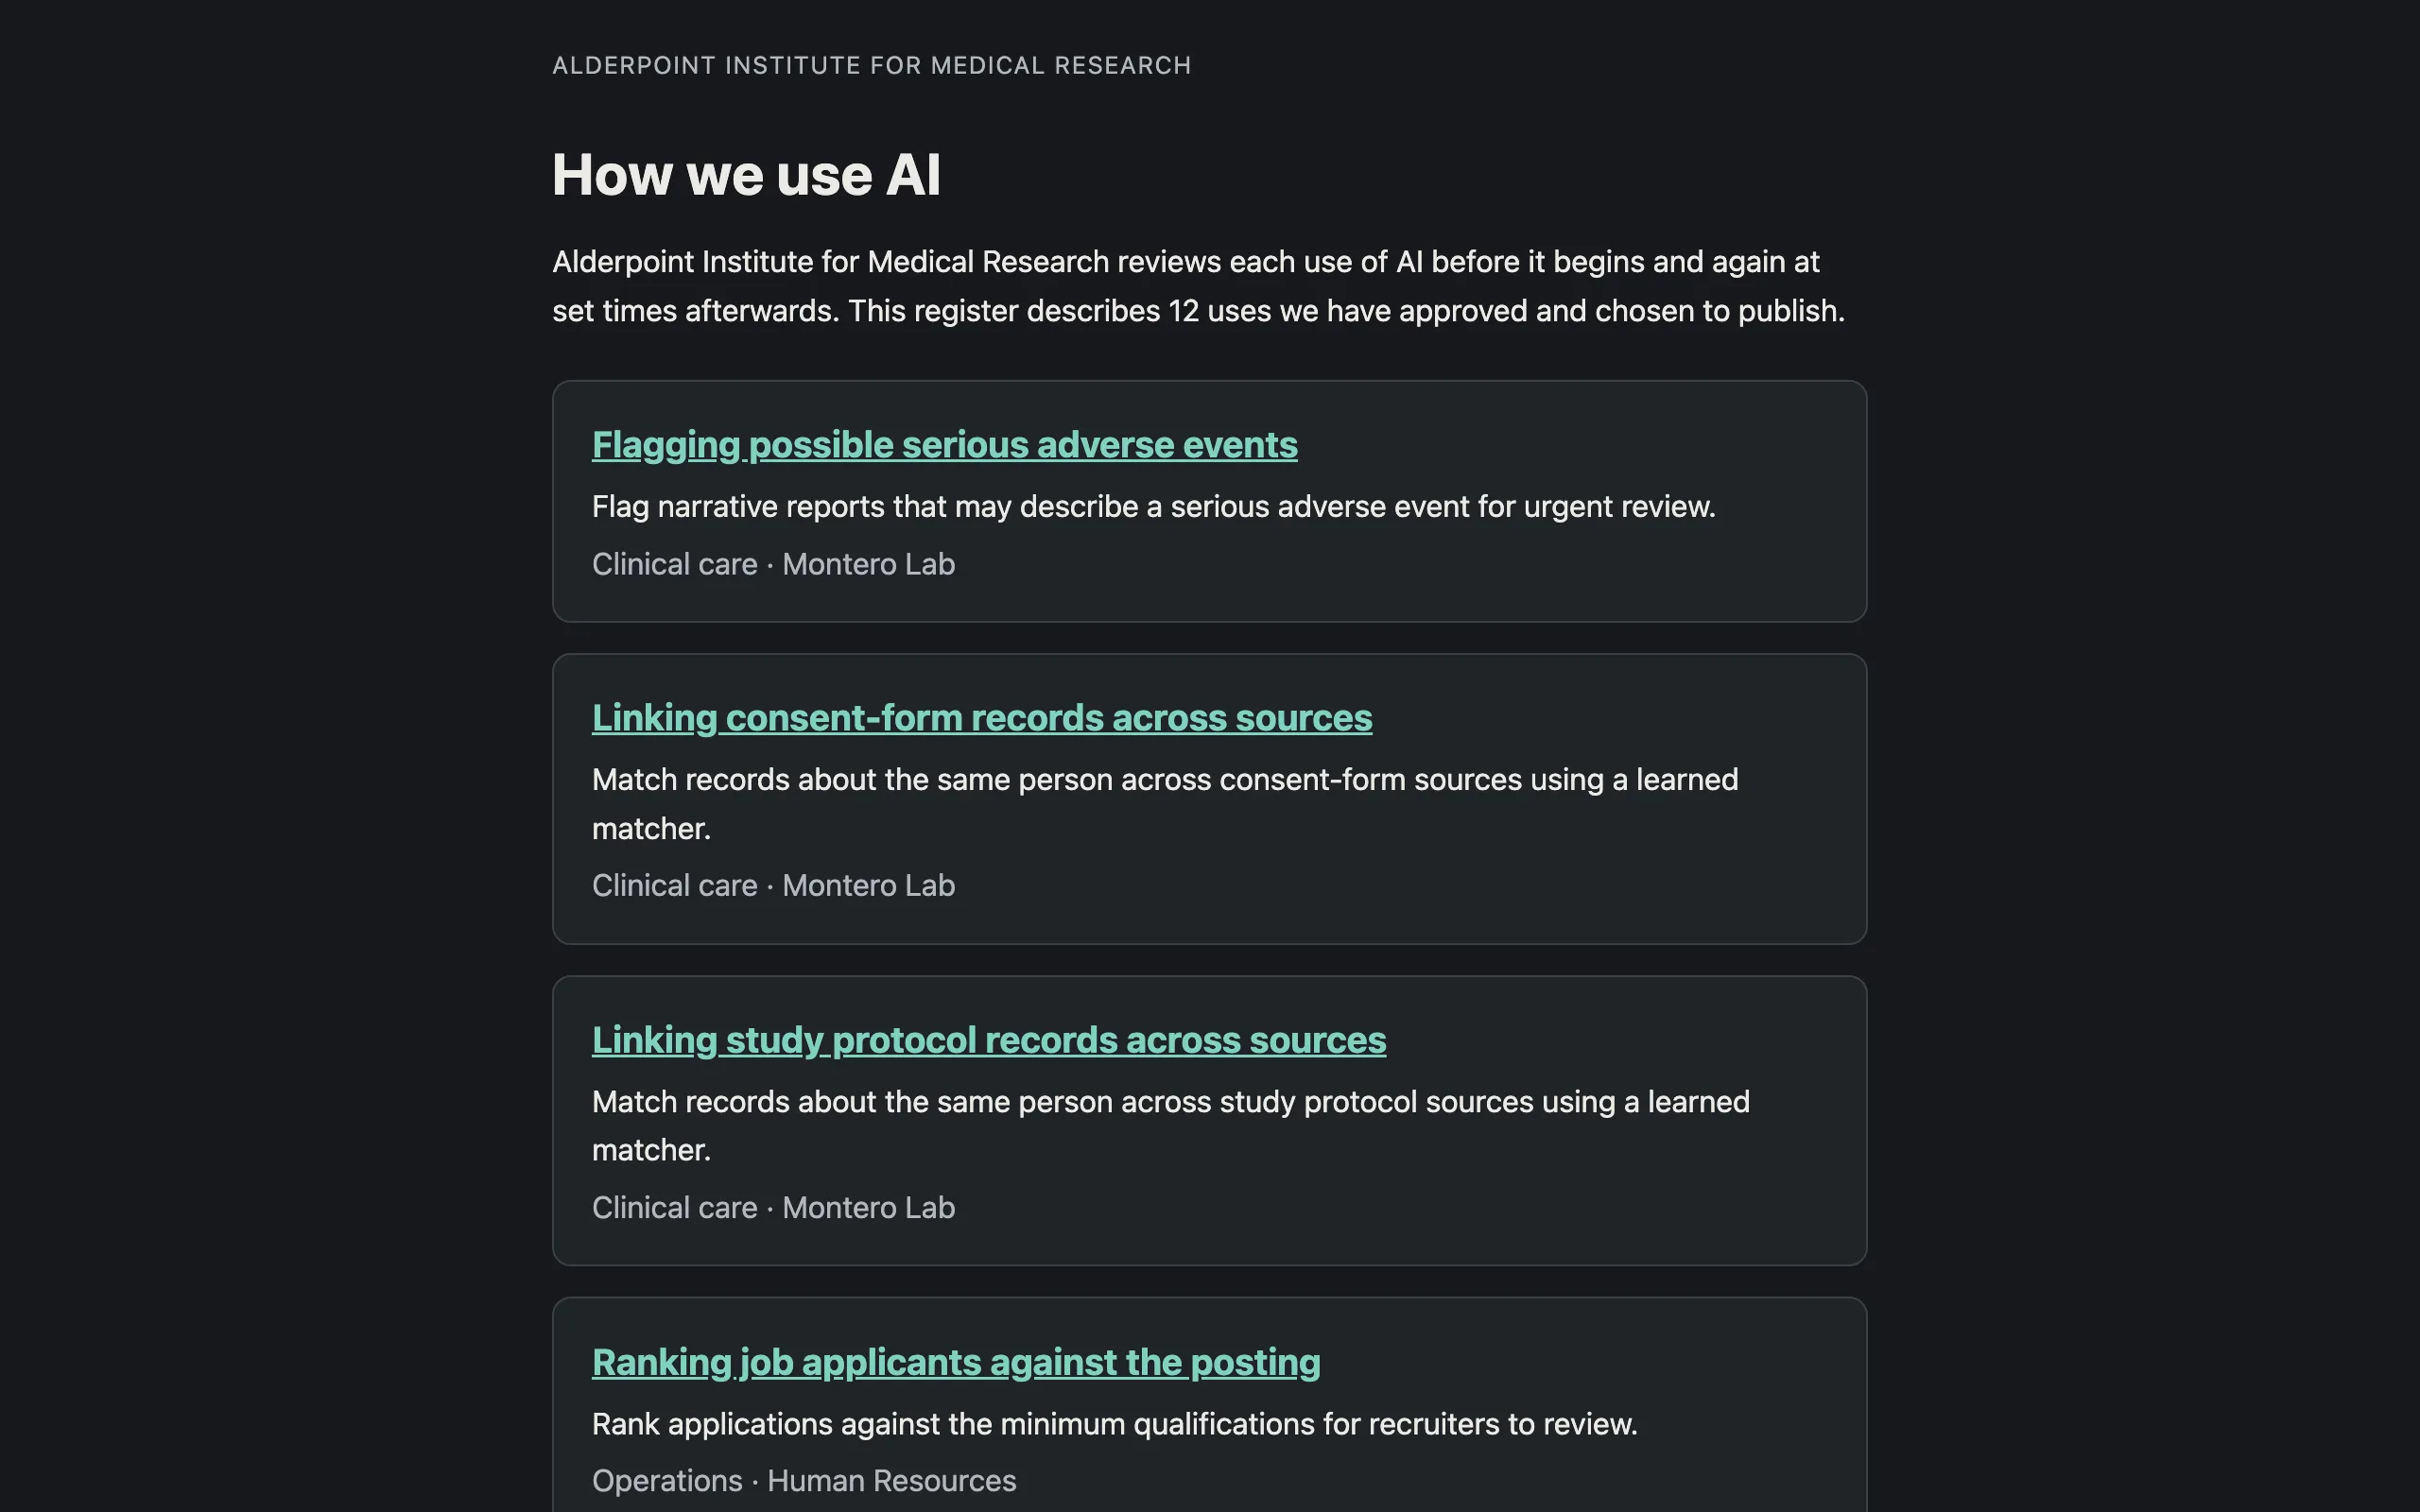 ALDERPOINT INSTITUTE FOR MEDICAL RESEARCH
How we use AI
Alderpoint Institute for Medical Research reviews each use of AI before it begins and again at
set times afterwards. This register describes 12 uses we have approved and chosen to publish.
Flagging possible serious adverse events
Flag narrative reports that may describe a serious adverse event for urgent review.
Clinical care · Montero Lab
Linking consent-form records across sources
Match records about the same person across consent-form sources using a learned
matcher.
Clinical care · Montero Lab
Linking study protocol records across sources
Match records about the same person across study protocol sources using a learned
matcher.
Clinical care · Montero Lab
Ranking job applicants against the posting
Rank applications against the minimum qualifications for recruiters to review.
Operations · Human Resources